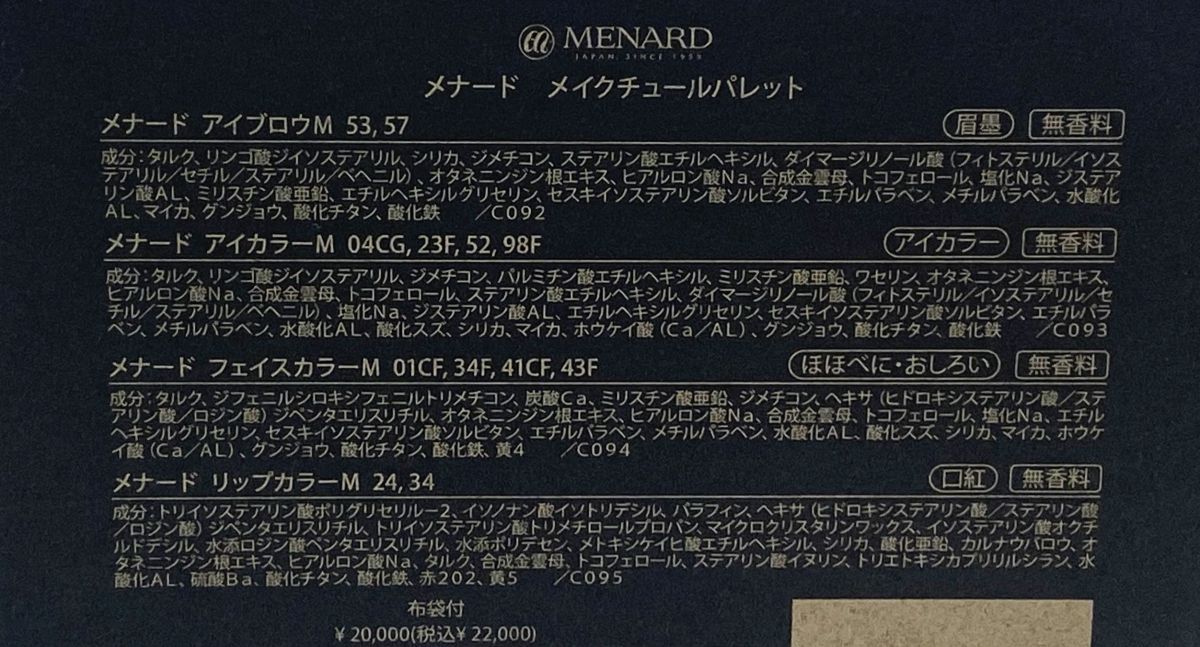 MENARD
JAPAN. SINCE 1959
メナード メイクチュールパレット
メナード アイブロウM 53, 57 眉墨 無香料
成分：タルク、リンゴ酸ジイソステアリル、シリカ、ジメチコン、ステアリン酸エチルヘキシル、ダイマージリノール酸（フィトステリル／イソス
テアリル／セチル／ステアリル／ベヘニル）、オタネニンジン根エキス、ヒアルロン酸Na、合成金雲母、トコフェロール、塩化Na、ジステア
リン酸AL、ミリスチン酸亜鉛、エチルヘキシルグリセリン、セスキイソステアリン酸ソルビタン、エチルパラベン、メチルパラベン、水酸化
AL、マイカ、グンジョウ、酸化チタン、酸化鉄 ／C092
メナード アイカラーM 04CG, 23F, 52, 98F アイカラー 無香料
成分：タルク、リンゴ酸ジイソステアリル、ジメチコン、パルミチン酸エチルヘキシル、ミリスチン酸亜鉛、ワセリン、オタネニンジン根エキス、
ヒアルロン酸Na、合成金雲母、トコフェロール、ステアリン酸エチルヘキシル、ダイマージリノール酸（フィトステリル／イソステアリル／セ
チル／ステアリル／ベヘニル）、塩化Na、ジステアリン酸AL、エチルヘキシルグリセリン、セスキイソステアリン酸ソルビタン、エチルパラ
ベン、メチルパラベン、水酸化AL、酸化スズ、シリカ、マイカ、ホウケイ酸（Ca／AL）、グンジョウ、酸化チタン、酸化鉄 ／C093
メナード フェイスカラーM 01CF, 34F, 41CF, 43F ほほべに・おしろい 無香料
成分：タルク、ジフェニルシロキシフェニルトリメチコン、炭酸Ca、ミリスチン酸亜鉛、ジメチコン、ヘキサ（ヒドロキシステアリン酸／ステ
アリン酸／ロジン酸）ジペンタエリスリチル、オタネニンジン根エキス、ヒアルロン酸Na、合成金雲母、トコフェロール、塩化Na、エチル
ヘキシルグリセリン、セスキイソステアリン酸ソルビタン、エチルパラベン、メチルパラベン、水酸化AL、酸化スズ、シリカ、マイカ、ホウケ
イ酸（Ca／AL）、グンジョウ、酸化チタン、酸化鉄、黄4 ／C094
メナード リップカラーM 24, 34 口紅 無香料
成分：トリイソステアリン酸ポリグリセリル－2、イソノナン酸イソトリデシル、パラフィン、ヘキサ（ヒドロキシステアリン酸／ステアリン酸
／ロジン酸）ジペンタエリスリチル、トリイソステアリン酸トリメチロールプロパン、マイクロクリスタリンワックス、イソステアリン酸オクチ
ルドデシル、水添ロジン酸ペンタエリスリチル、水添ポリデセン、メトキシケイヒ酸エチルヘキシル、シリカ、酸化亜鉛、カルナウバロウ、オ
タネニンジン根エキス、ヒアルロン酸Na、タルク、合成金雲母、トコフェロール、ステアリン酸イヌリン、トリエトキシカプリリルシラン、水
酸化AL、硫酸Ba、酸化チタン、酸化鉄、赤202、黄5 ／C095
布袋付
¥20,000(税込¥22,000)